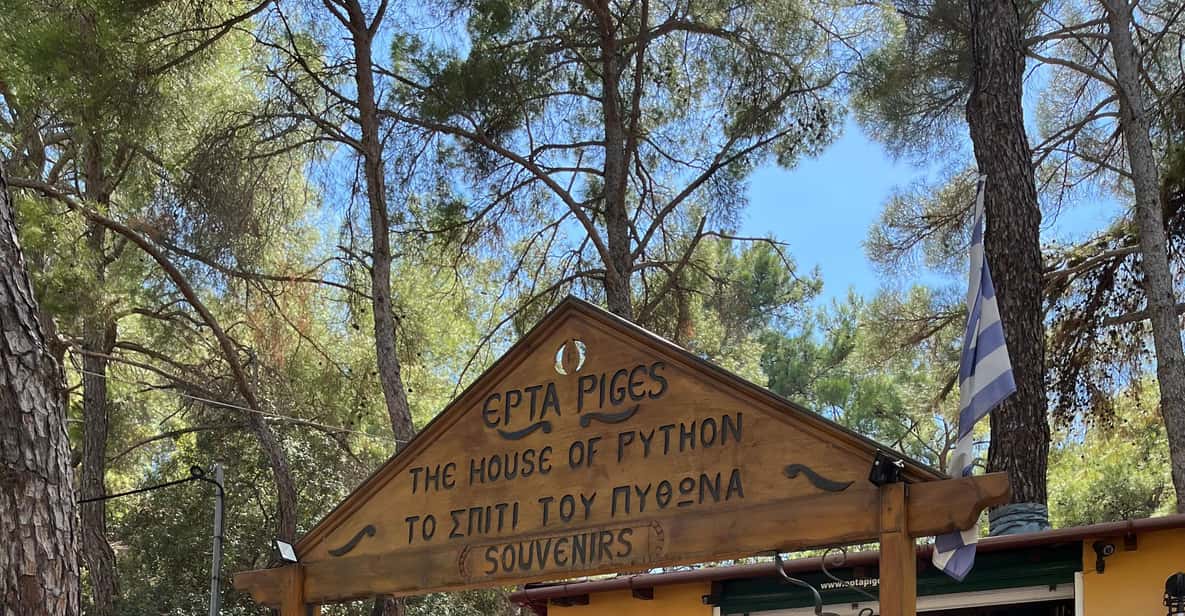 EPTA PIGES
THE HOUSE OF PYTHON
ΤΟ ΣΠΙΤΙ ΤΟΥ ΠΥΘΩΝΑ
SOUVENIRS